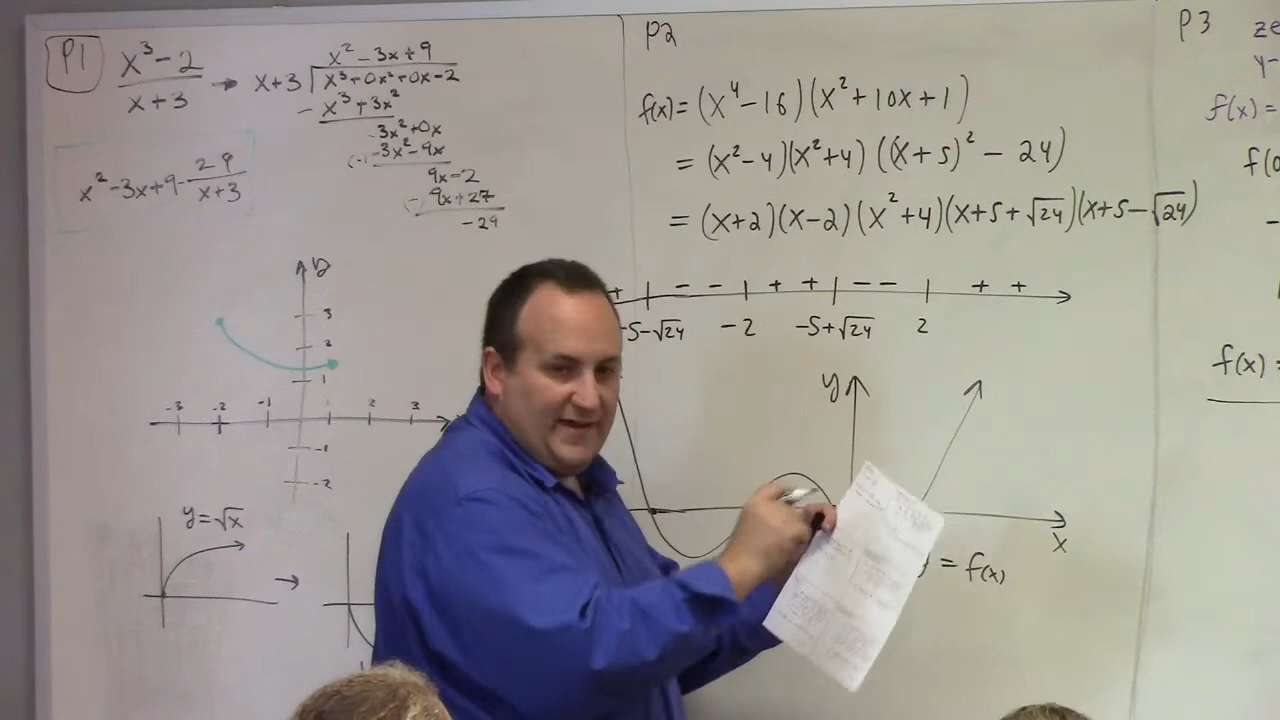 P1
x³-2
x+3
x²-3x+9
x+3 x³+0x²+0x-2
- x³+3x²
-3x²+0x
(-) -3x²-9x
9x-2
- 9x+27
-29
x²-3x+9-
29
x+3
y
3
2
1
-3 -2 -1 1 2 3
-1
-2
y=√x
P2
f(x)=(x⁴-16)(x²+10x+1)
=(x²-4)(x²+4)((x+5)²-24)
=(x+2)(x-2)(x²+4)(x+5+√24)(x+5-√24)
+ - - + + - - + +
-5-√24 -2 -5+√24 2
y
x
= f(x)
P3
ze
y-
f(x)=
f(0
-
f(x)=